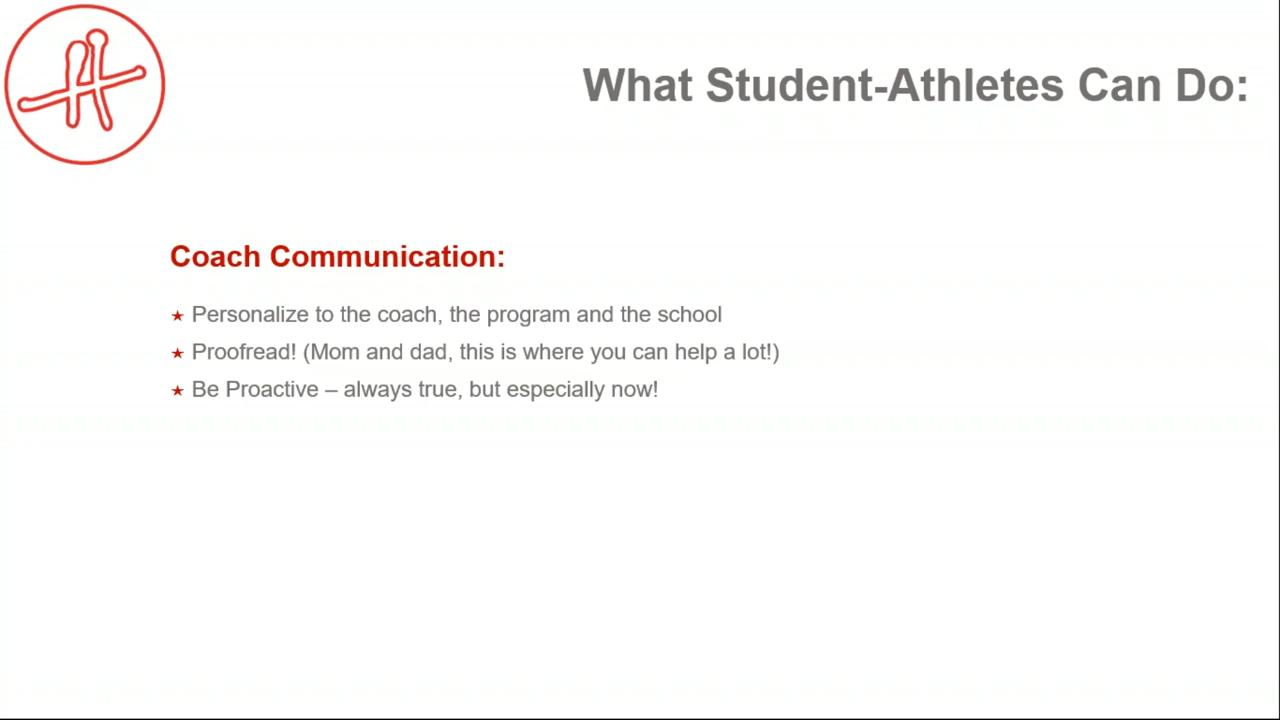 What Student-Athletes Can Do:
Coach Communication:
★ Personalize to the coach, the program and the school
★ Proofread! (Mom and dad, this is where you can help a lot!)
★ Be Proactive – always true, but especially now!